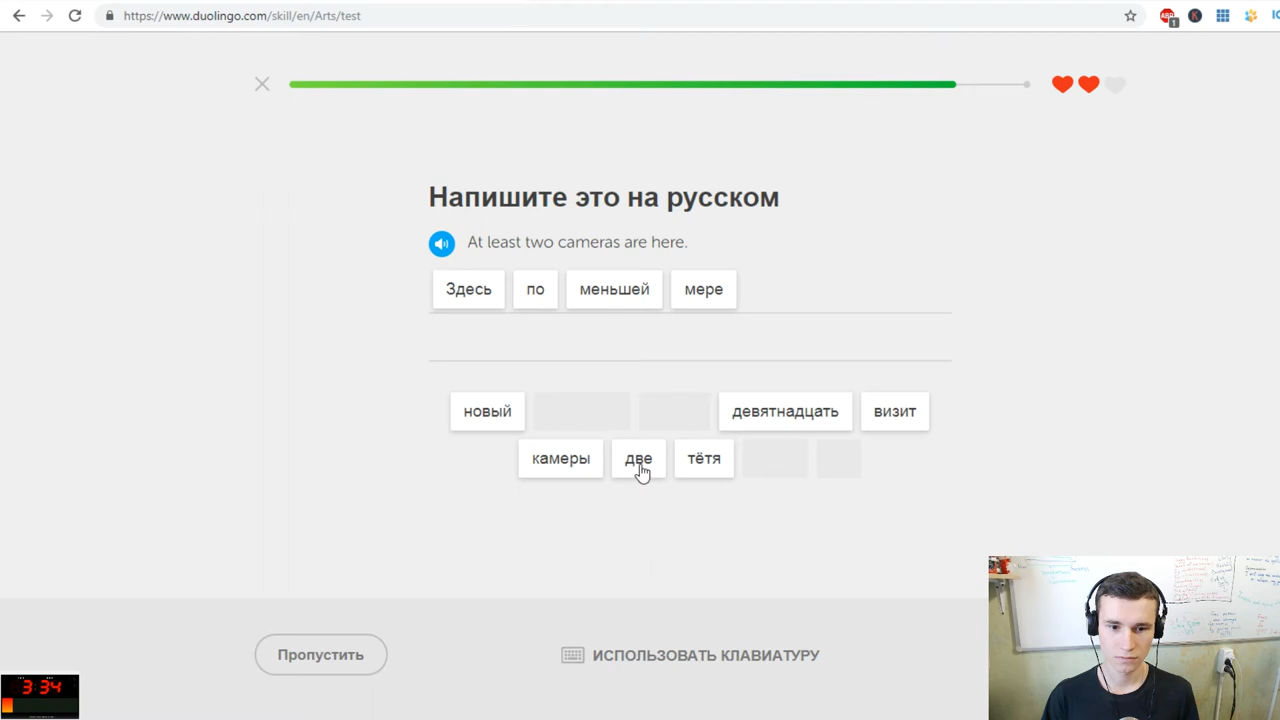 https://www.duolingo.com/skill/en/Arts/test
Напишите это на русском
At least two cameras are here.
Здесь по меньшей мере
новый девятнадцать визит
камеры две тётя
Пропустить
ИСПОЛЬЗОВАТЬ КЛАВИАТУРУ
3:34